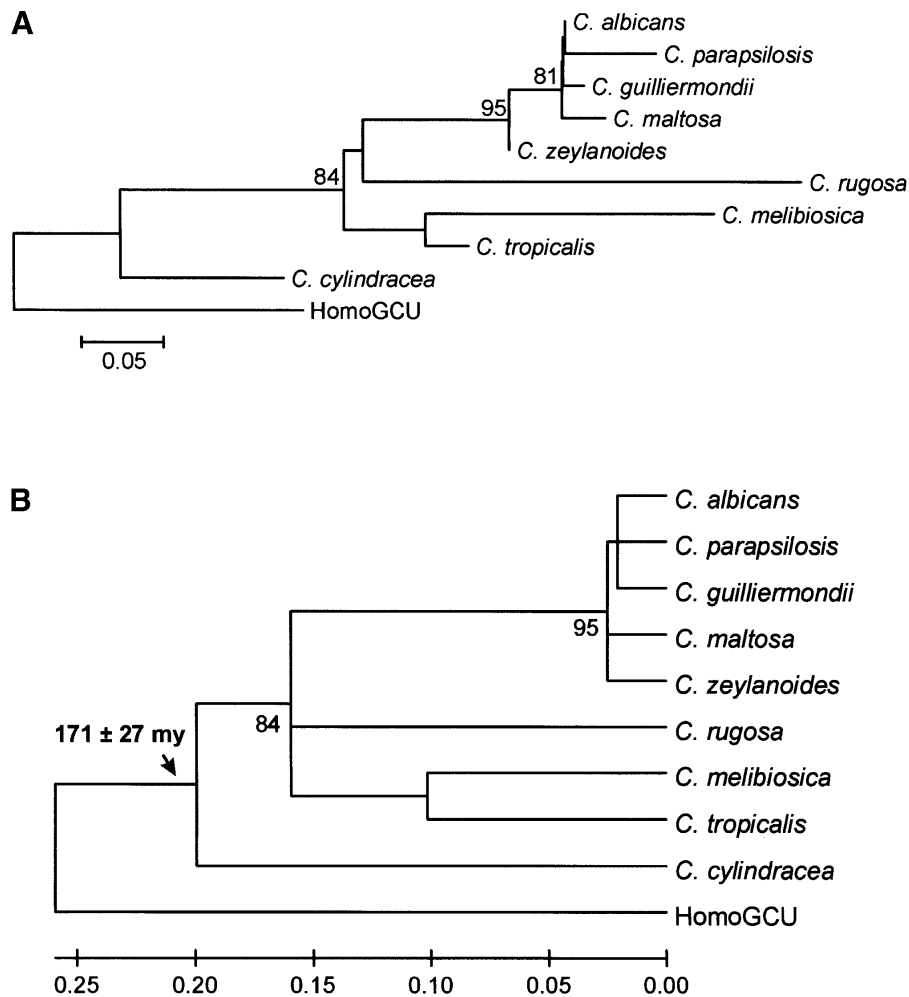 A
C. albicans
C. parapsilosis
81
C. guilliermondii
95
C. maltosa
C. zeylanoides
84
C. rugosa
C. melibiosica
C. tropicalis
C. cylindracea
HomoGCU
0.05
B
C. albicans
C. parapsilosis
C. guilliermondii
95
C. maltosa
C. zeylanoides
84
C. rugosa
171 ± 27 my
C. melibiosica
C. tropicalis
C. cylindracea
HomoGCU
0.25 0.20 0.15 0.10 0.05 0.00